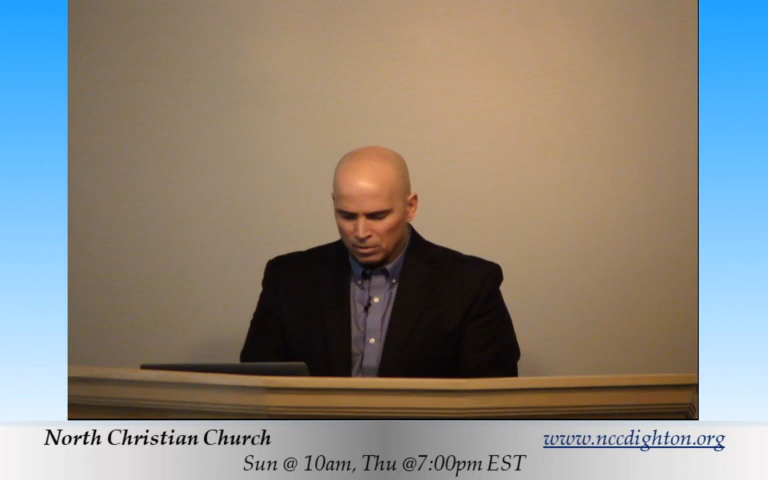 North Christian Church www.nccdighton.org
Sun @ 10am, Thu @7:00pm EST